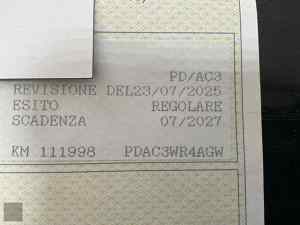 PD/AC3
REVISIONE DEL23/07/2025
ESITO REGOLARE
SCADENZA 07/2027
KM 111998 PDAC3WR4AGW